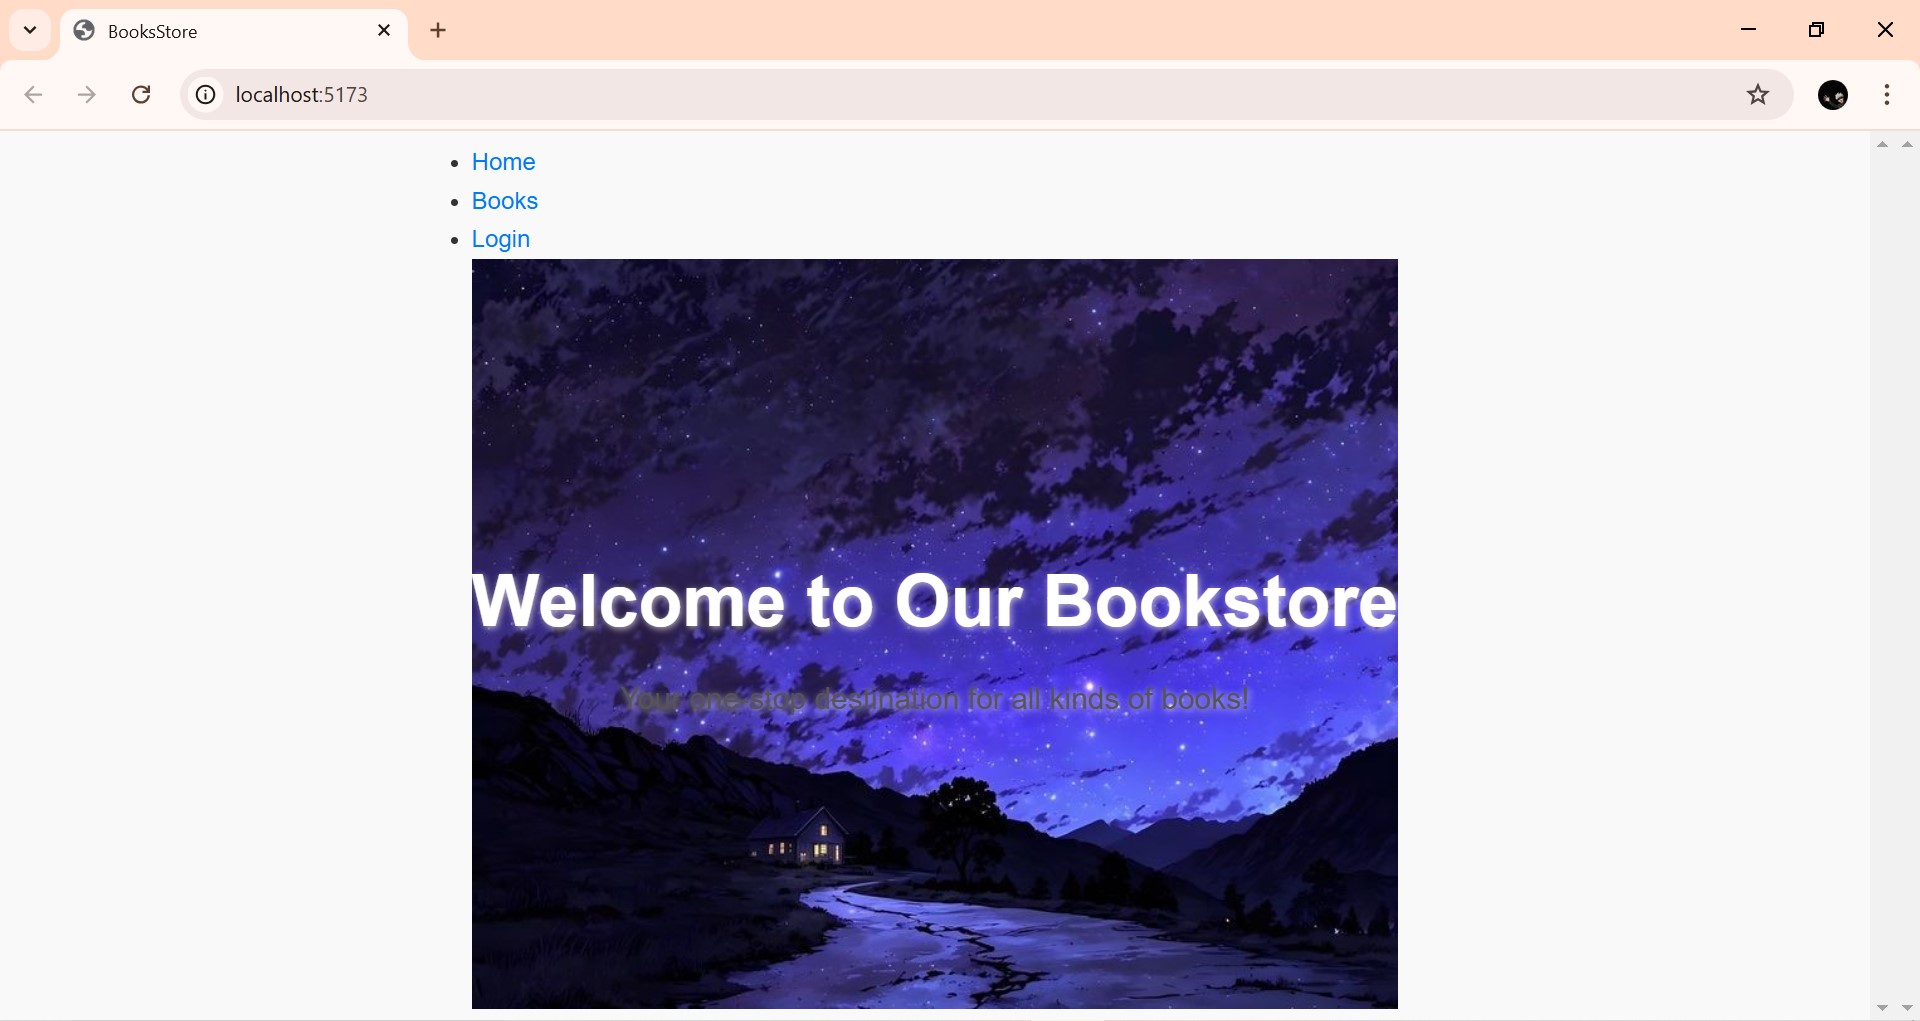 BooksStore
localhost:5173
Home
Books
Login
Welcome to Our Bookstore
Your one-stop destination for all kinds of books!